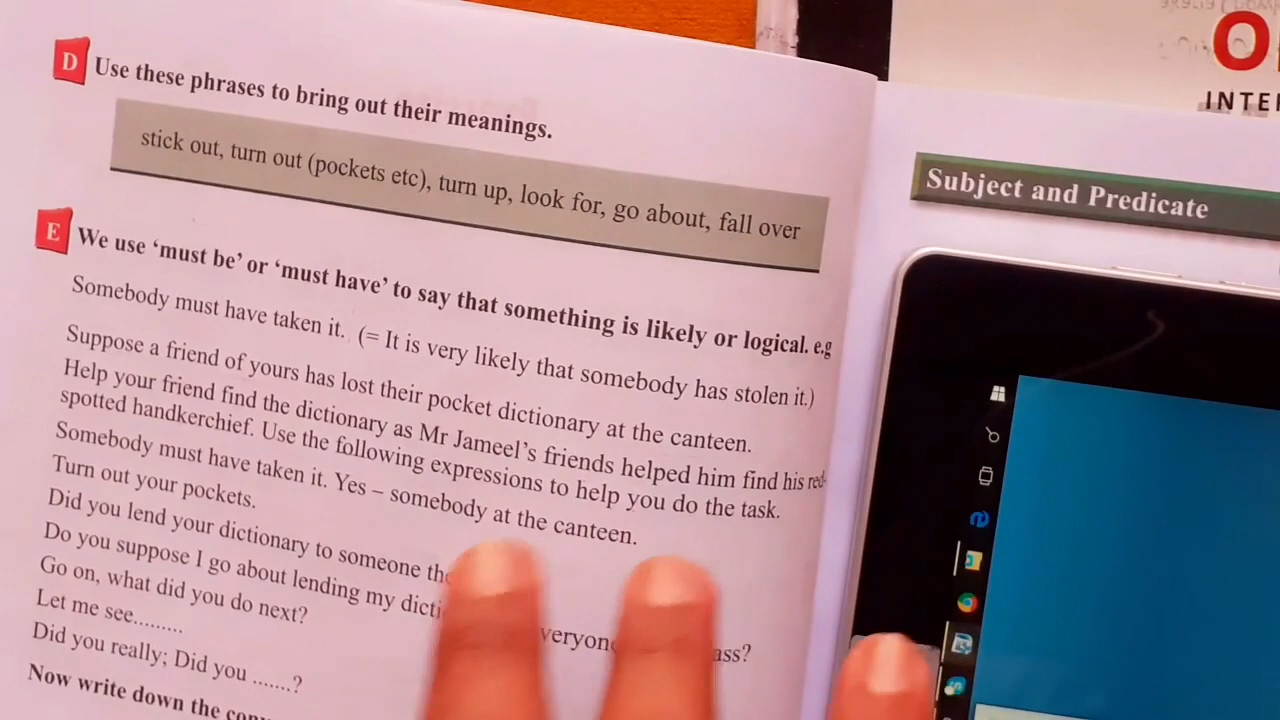 D Use these phrases to bring out their meanings.
stick out, turn out (pockets etc), turn up, look for, go about, fall over
E We use ‘must be’ or ‘must have’ to say that something is likely or logical. e.g
Somebody must have taken it. (= It is very likely that somebody has stolen it.)
Suppose a friend of yours has lost their pocket dictionary at the canteen.
Help your friend find the dictionary as Mr Jameel’s friends helped him find his red-
spotted handkerchief. Use the following expressions to help you do the task.
Somebody must have taken it. Yes – somebody at the canteen.
Turn out your pockets.
Did you lend your dictionary to someone
Do you suppose I go about lending my
Go on, what did you do next?
Let me see.........
Did you really; Did you .......?
Now write down the
Subject and Predicate